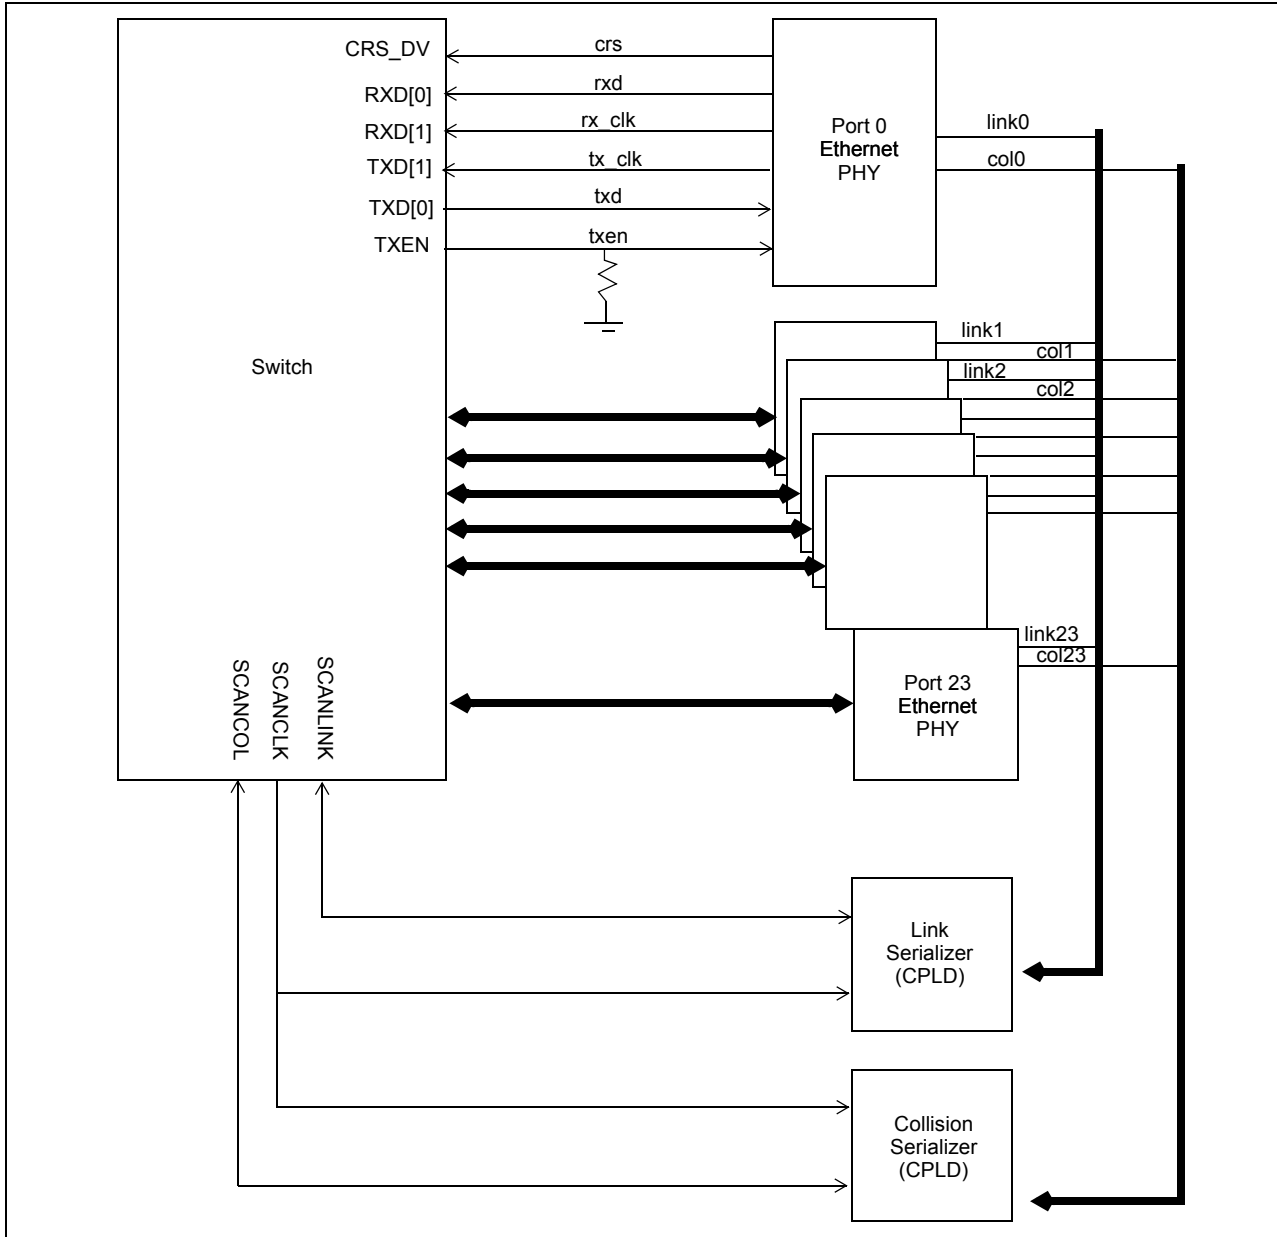 CRS_DV
crs
RXD[0]
rxd
RXD[1]
rx_clk
TXD[1]
tx_clk
TXD[0]
txd
TXEN
txen
Port 0
Ethernet
PHY
link0
col0
Switch
link1
col1
link2
col2
link23
col23
Port 23
Ethernet
PHY
SCANCOL
SCANCLK
SCANLINK
Link
Serializer
(CPLD)
Collision
Serializer
(CPLD)